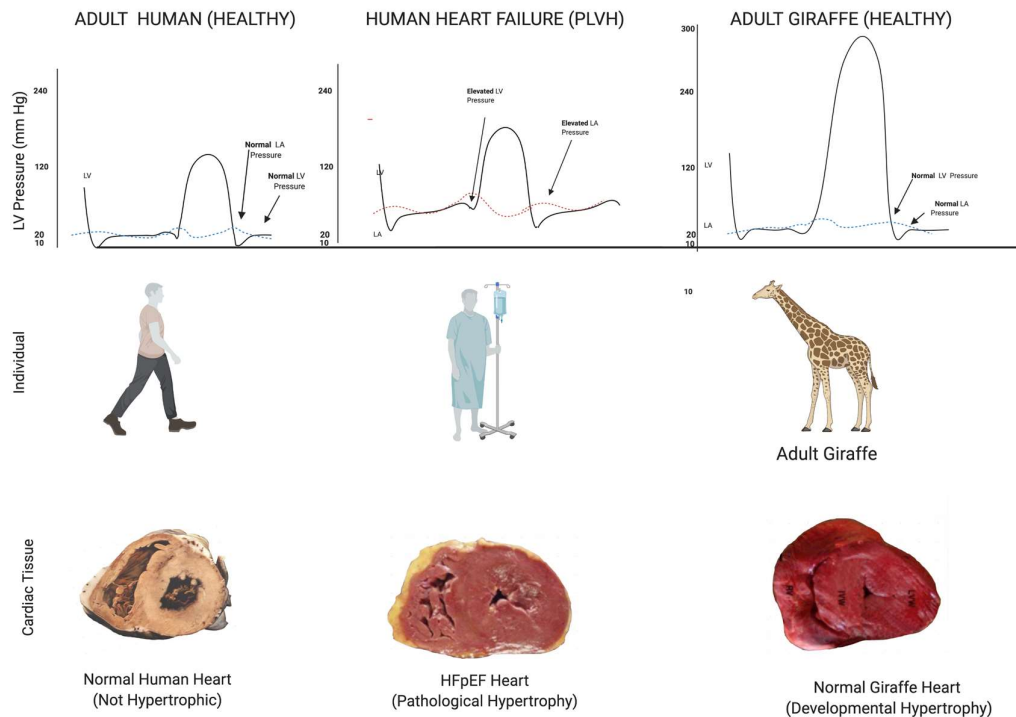 ADULT HUMAN (HEALTHY)
HUMAN HEART FAILURE (PLVH)
ADULT GIRAFFE (HEALTHY)
LV Pressure (mm Hg)
240
120
20
10
LV
Normal LA
Pressure
Normal LV
Pressure
240
120
20
10
LV
LA
Elevated LV
Pressure
Elevated LA
Pressure
300
240
120
20
10
LV
LA
Normal LV Pressure
Normal LA
Pressure
Individual
10
Adult Giraffe
Cardiac Tissue
RV
IVW
LVW
Normal Human Heart
(Not Hypertrophic)
HFpEF Heart
(Pathological Hypertrophy)
Normal Giraffe Heart
(Developmental Hypertrophy)